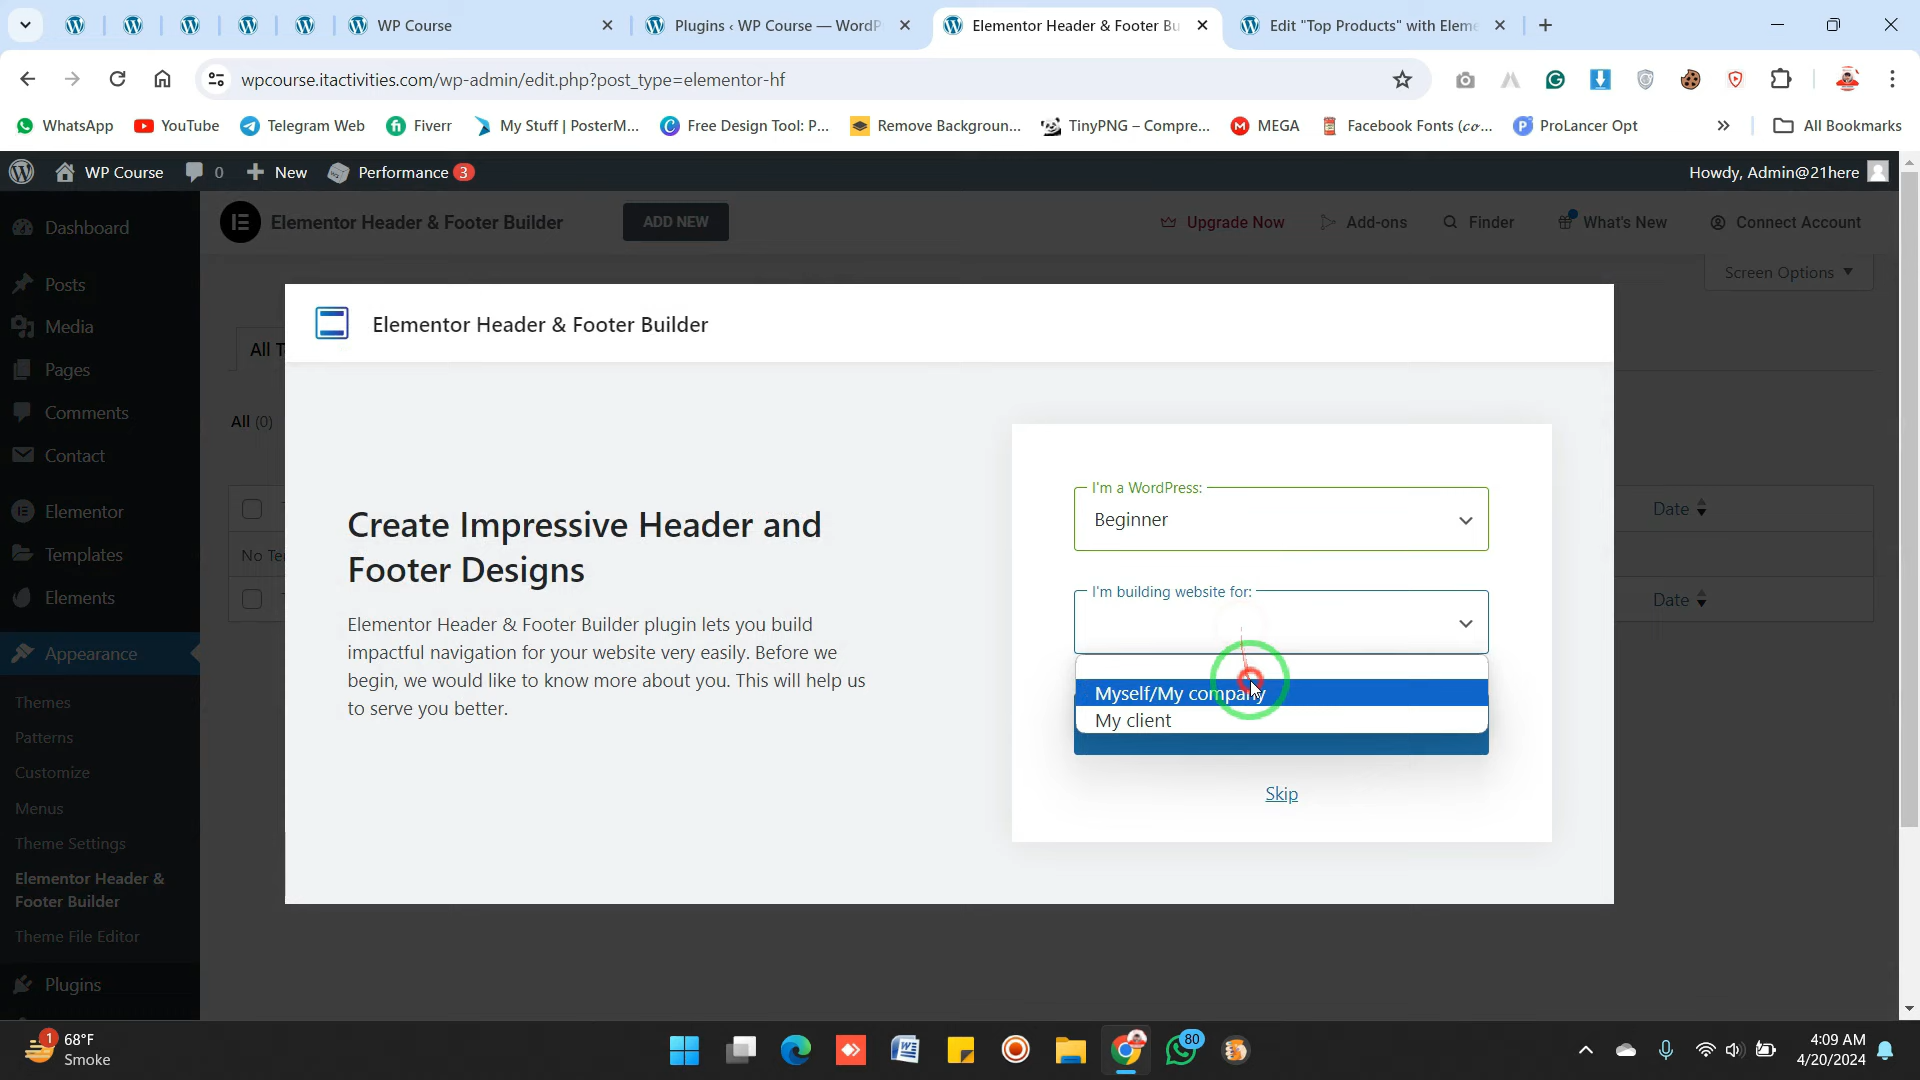 WP Course
Plugins ‹ WP Course — WordP
Elementor Header & Footer Bu
Edit "Top Products" with Eleme
wpcourse.itactivities.com/wp-admin/edit.php?post_type=elementor-hf
WhatsApp
YouTube
Telegram Web
Fiverr
My Stuff | PosterM...
Free Design Tool: P...
Remove Backgroun...
TinyPNG – Compre...
MEGA
Facebook Fonts (𝒸ℴ...
ProLancer Opt
All Bookmarks
WP Course
0
New
Performance 3
Howdy, Admin@21here
Dashboard
Posts
Media
Pages
Comments
Contact
Elementor
Templates
Elements
Appearance
Themes
Patterns
Customize
Menus
Theme Settings
Elementor Header &
Footer Builder
Theme File Editor
Plugins
Elementor Header & Footer Builder
ADD NEW
Upgrade Now
Add-ons
Finder
What's New
Connect Account
Screen Options
All (0)
Date
Date
Elementor Header & Footer Builder
Create Impressive Header and
Footer Designs
Elementor Header & Footer Builder plugin lets you build
impactful navigation for your website very easily. Before we
begin, we would like to know more about you. This will help us
to serve you better.
I'm a WordPress:
Beginner
I'm building website for:
Myself/My company
My client
Skip
1
68°F
Smoke
80
4:09 AM
4/20/2024